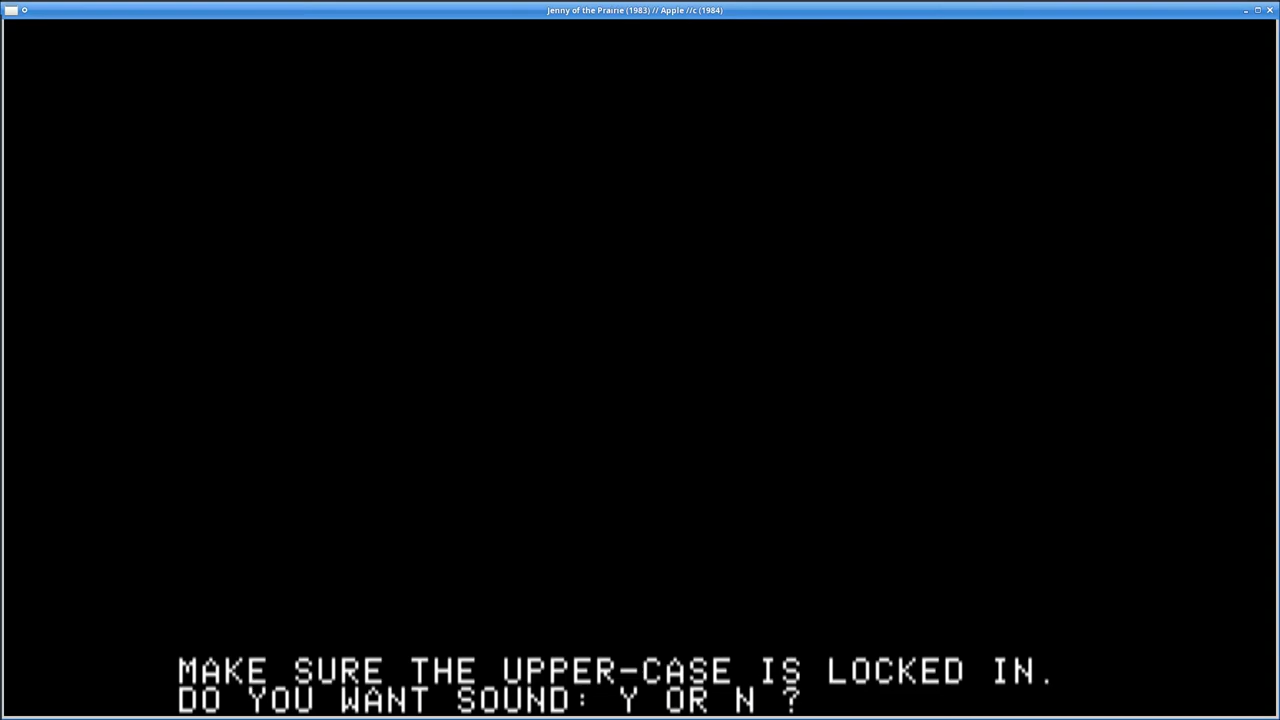 Jenny of the Prairie (1983) // Apple //c (1984)
MAKE SURE THE UPPER-CASE IS LOCKED IN.
DO YOU WANT SOUND: Y OR N ?